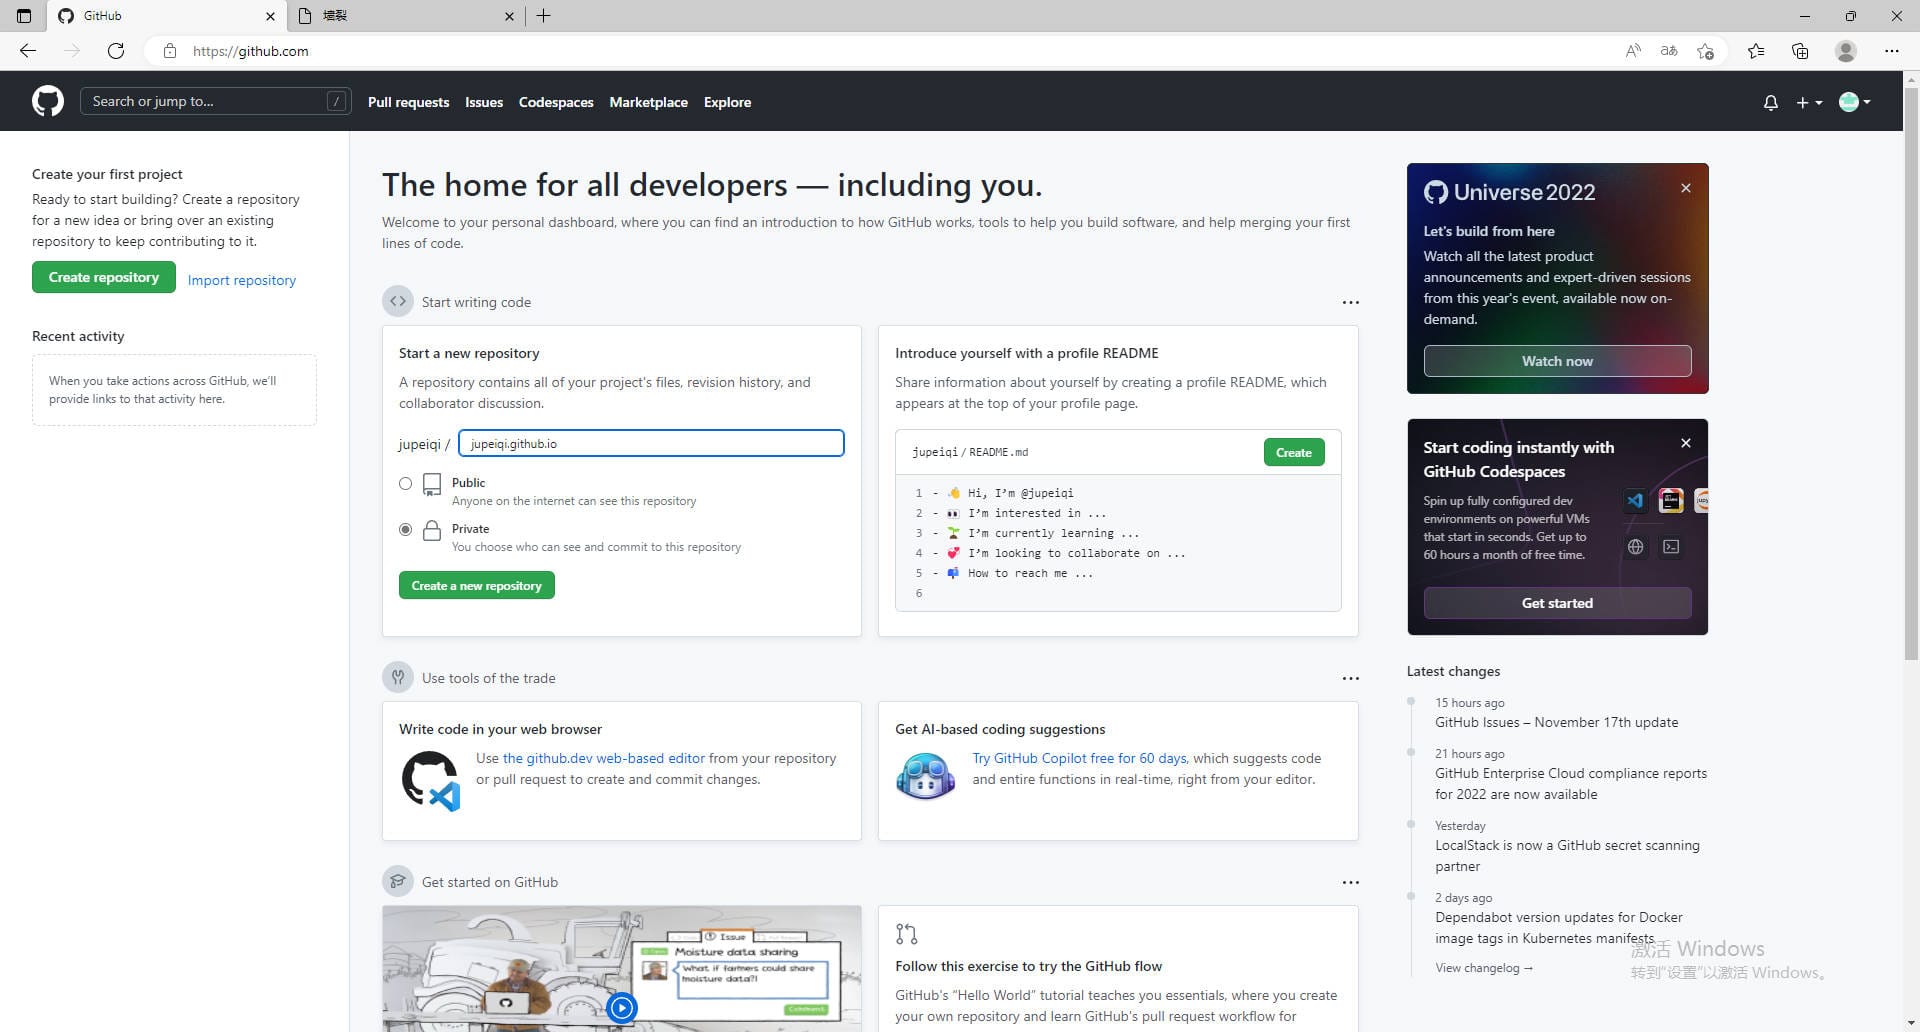 GitHub
墙裂
https://github.com
Search or jump to...
/
Pull requests
Issues
Codespaces
Marketplace
Explore
Create your first project
Ready to start building? Create a repository
for a new idea or bring over an existing
repository to keep contributing to it.
Create repository
Import repository
Recent activity
When you take actions across GitHub, we'll
provide links to that activity here.
The home for all developers — including you.
Welcome to your personal dashboard, where you can find an introduction to how GitHub works, tools to help you build software, and help merging your first
lines of code.
Start writing code
Start a new repository
A repository contains all of your project's files, revision history, and
collaborator discussion.
jupeiqi /
jupeiqi.github.io
Public
Anyone on the internet can see this repository
Private
You choose who can see and commit to this repository
Create a new repository
Introduce yourself with a profile README
Share information about yourself by creating a profile README, which
appears at the top of your profile page.
jupeiqi / README.md
Create
1 - 👋 Hi, I’m @jupeiqi
2 - 👀 I’m interested in ...
3 - 🌱 I’m currently learning ...
4 - 💞️ I’m looking to collaborate on ...
5 - 📫 How to reach me ...
6
Use tools of the trade
Write code in your web browser
Use the github.dev web-based editor from your repository
or pull request to create and commit changes.
Get AI-based coding suggestions
Try GitHub Copilot free for 60 days, which suggests code
and entire functions in real-time, right from your editor.
Get started on GitHub
Issue
Moisture data sharing
What if farmers could share
moisture data?!
Follow this exercise to try the GitHub flow
GitHub's "Hello World" tutorial teaches you essentials, where you create
your own repository and learn GitHub's pull request workflow for
Universe2022
Let's build from here
Watch all the latest product
announcements and expert-driven sessions
from this year's event, available now on-
demand.
Watch now
Start coding instantly with
GitHub Codespaces
Spin up fully configured dev
environments on powerful VMs
that start in seconds. Get up to
60 hours a month of free time.
Get started
Latest changes
15 hours ago
GitHub Issues – November 17th update
21 hours ago
GitHub Enterprise Cloud compliance reports
for 2022 are now available
Yesterday
LocalStack is now a GitHub secret scanning
partner
2 days ago
Dependabot version updates for Docker
image tags in Kubernetes manifests
View changelog →
激活 Windows
转到"设置"以激活 Windows。